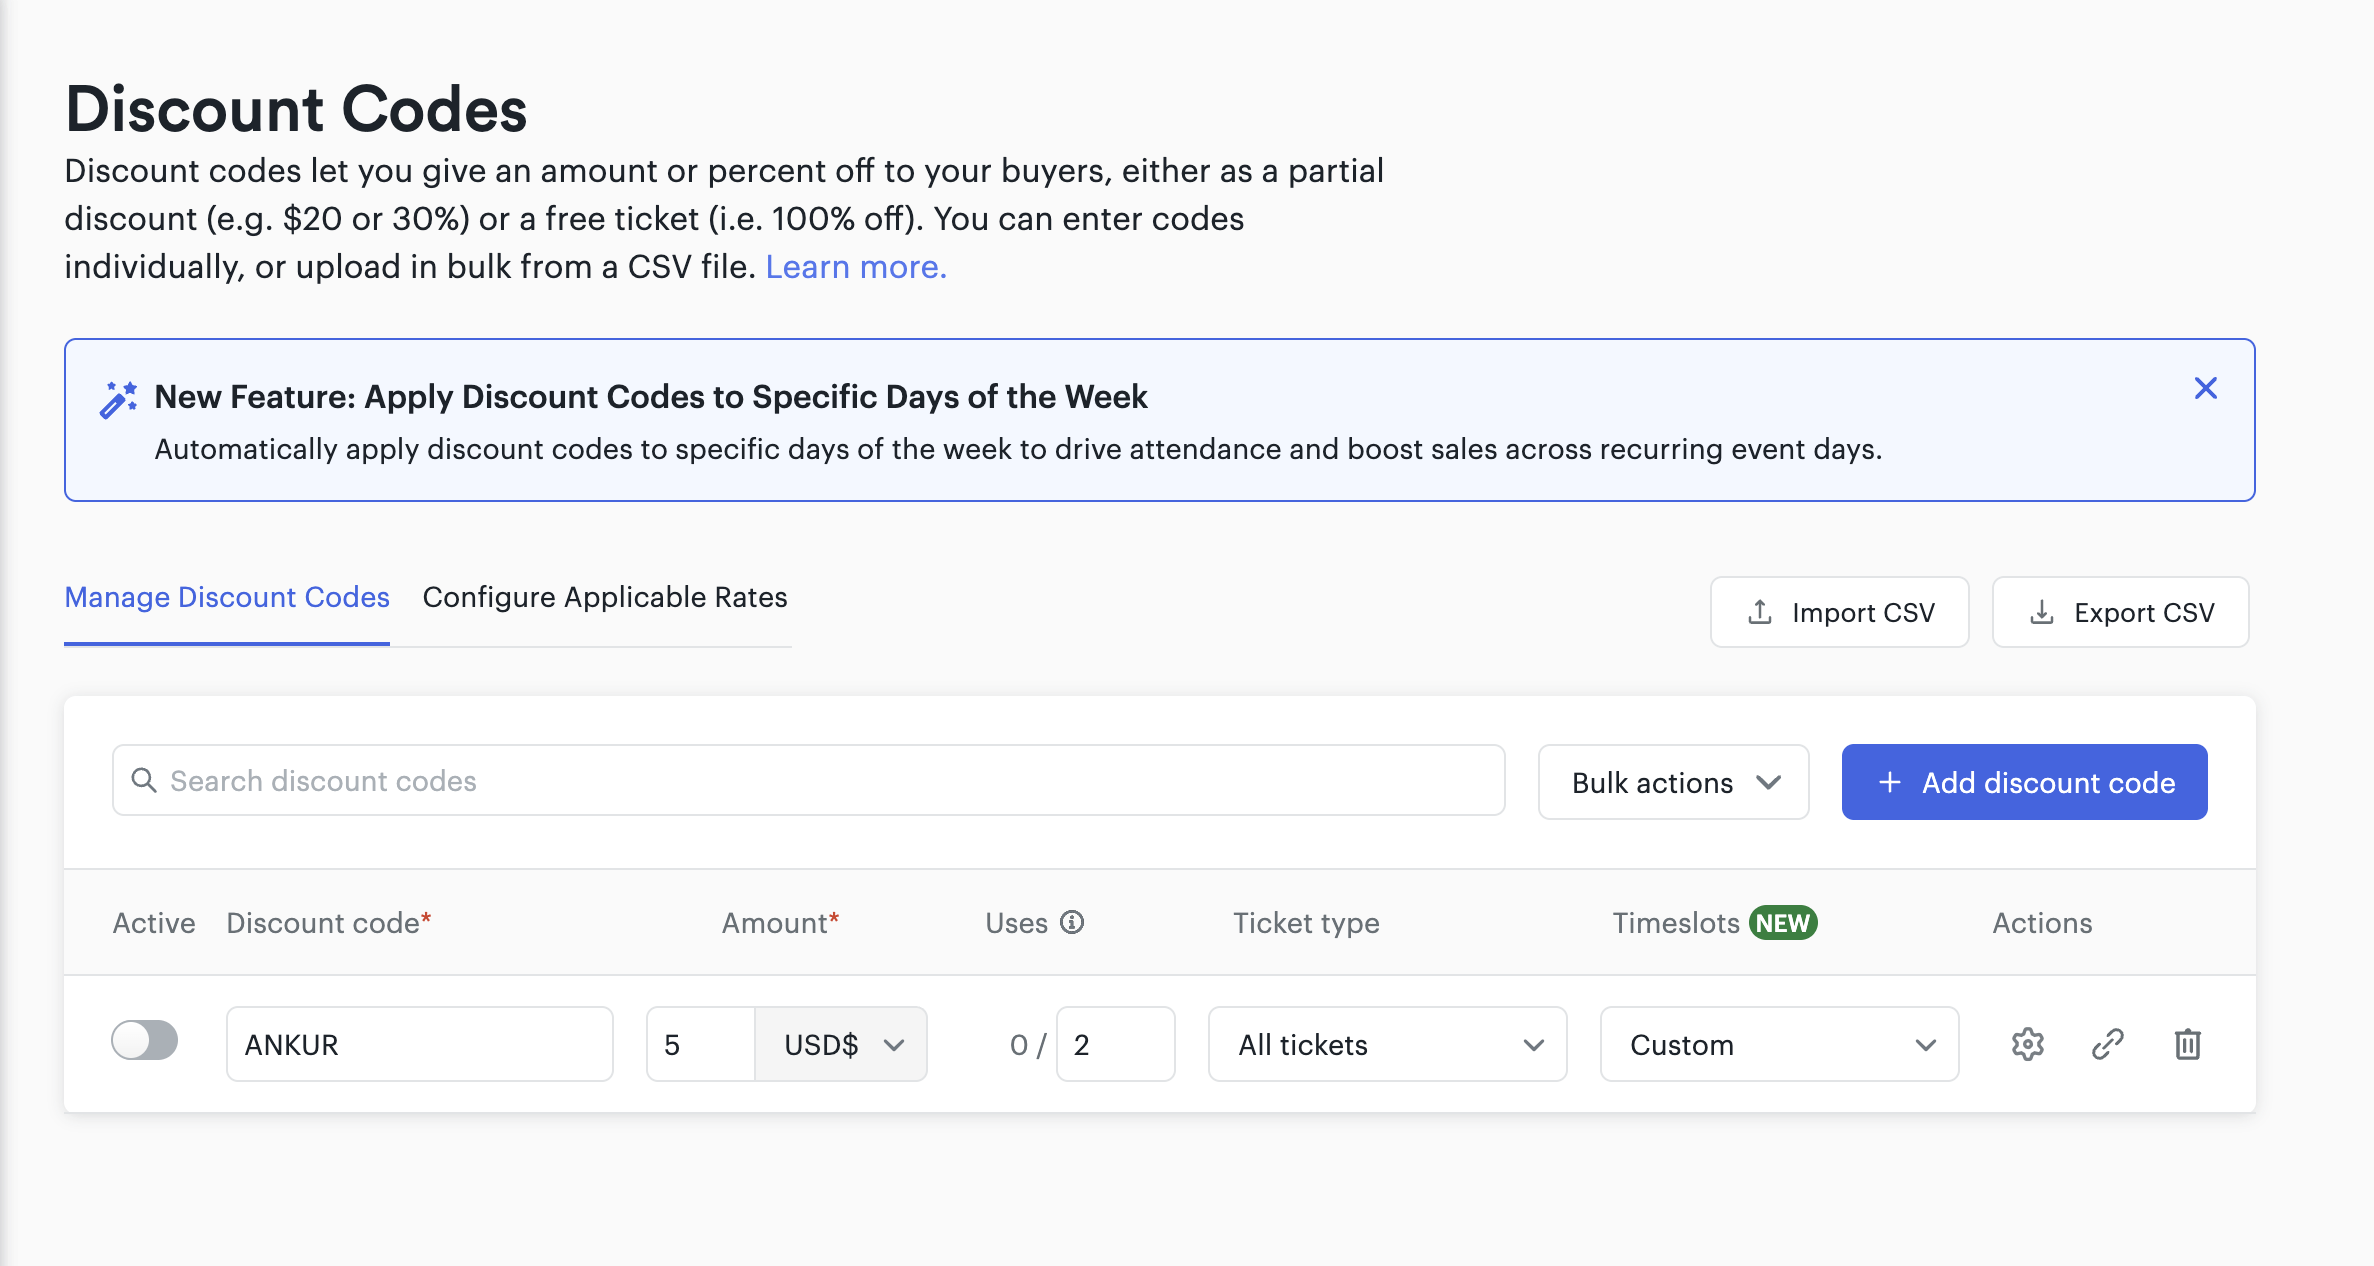 Discount Codes
Discount codes let you give an amount or percent off to your buyers, either as a partial
discount (e.g. $20 or 30%) or a free ticket (i.e. 100% off). You can enter codes
individually, or upload in bulk from a CSV file. Learn more.
New Feature: Apply Discount Codes to Specific Days of the Week
Automatically apply discount codes to specific days of the week to drive attendance and boost sales across recurring event days.
Manage Discount Codes Configure Applicable Rates Import CSV Export CSV
Search discount codes Bulk actions + Add discount code
Active Discount code* Amount* Uses Ticket type Timeslots NEW Actions
ANKUR 5 USD$ 0 / 2 All tickets Custom